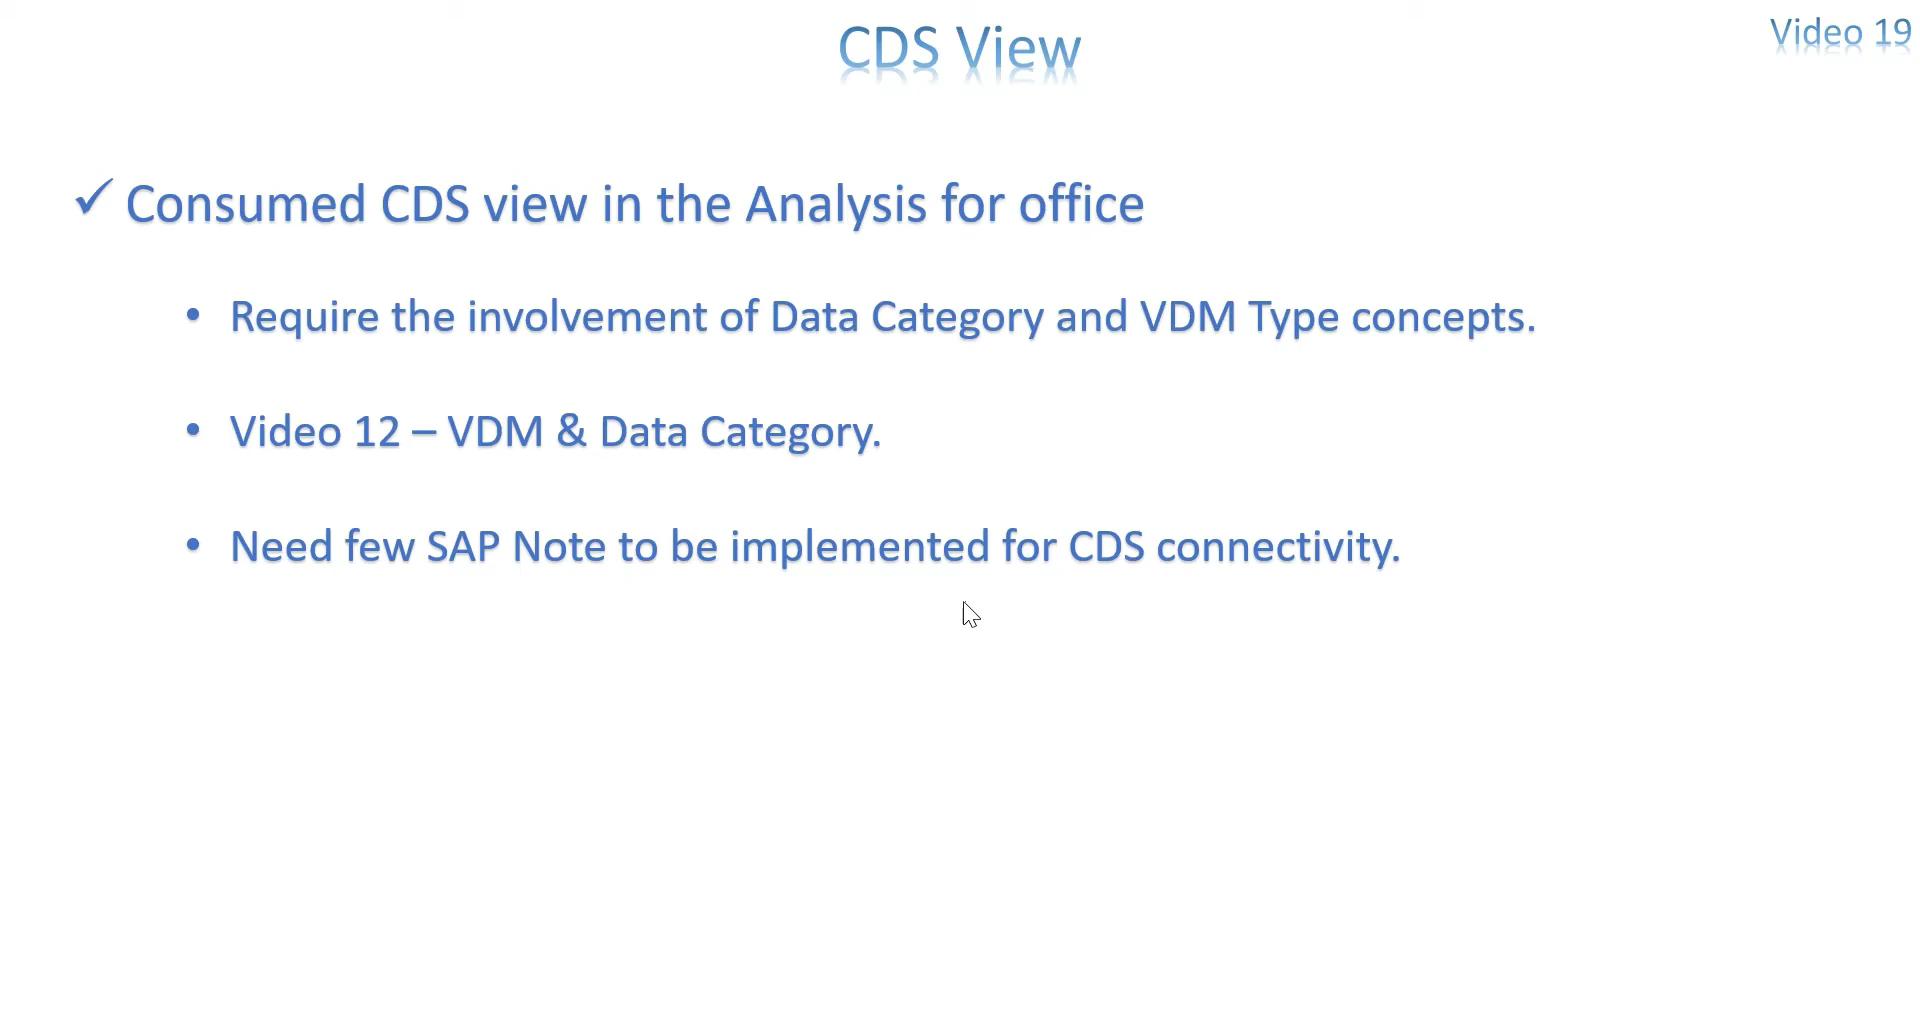 CDS View
Video 19
✓ Consumed CDS view in the Analysis for office
• Require the involvement of Data Category and VDM Type concepts.
• Video 12 – VDM & Data Category.
• Need few SAP Note to be implemented for CDS connectivity.